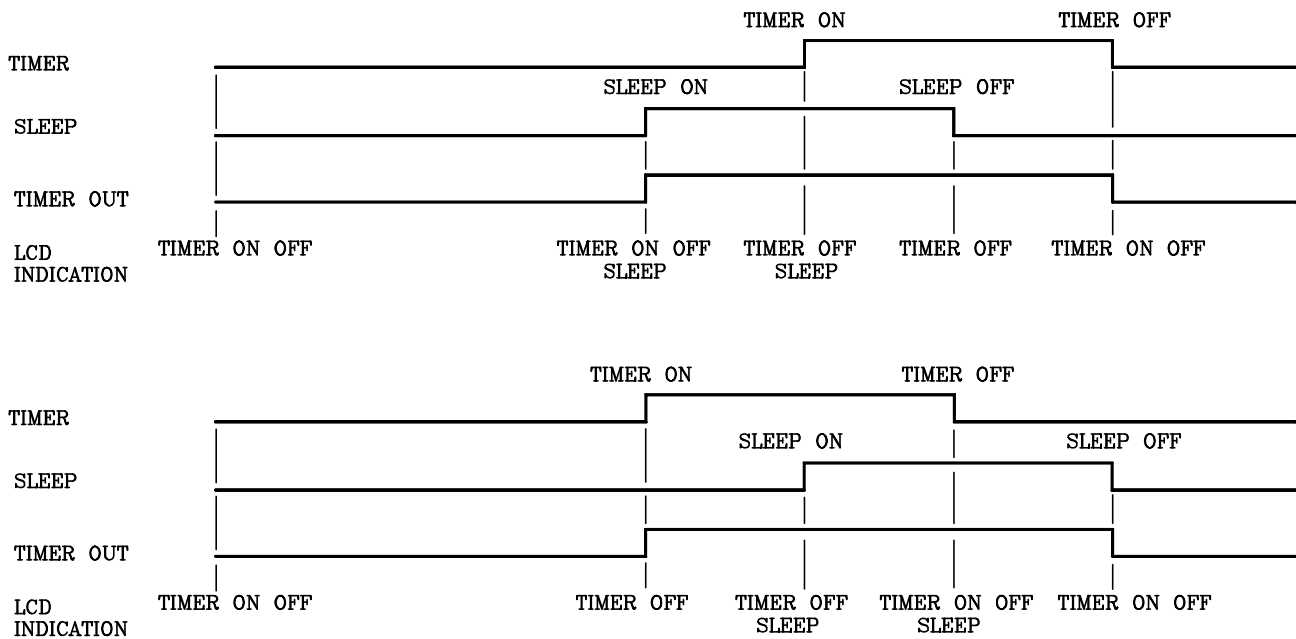 TIMER ON TIMER OFF
TIMER
SLEEP ON SLEEP OFF
SLEEP
TIMER OUT
LCD INDICATION
TIMER ON OFF
TIMER ON OFF SLEEP
TIMER OFF SLEEP
TIMER OFF
TIMER ON OFF
TIMER ON TIMER OFF
TIMER
SLEEP ON SLEEP OFF
SLEEP
TIMER OUT
LCD INDICATION
TIMER ON OFF
TIMER OFF
TIMER OFF SLEEP
TIMER ON OFF SLEEP
TIMER ON OFF